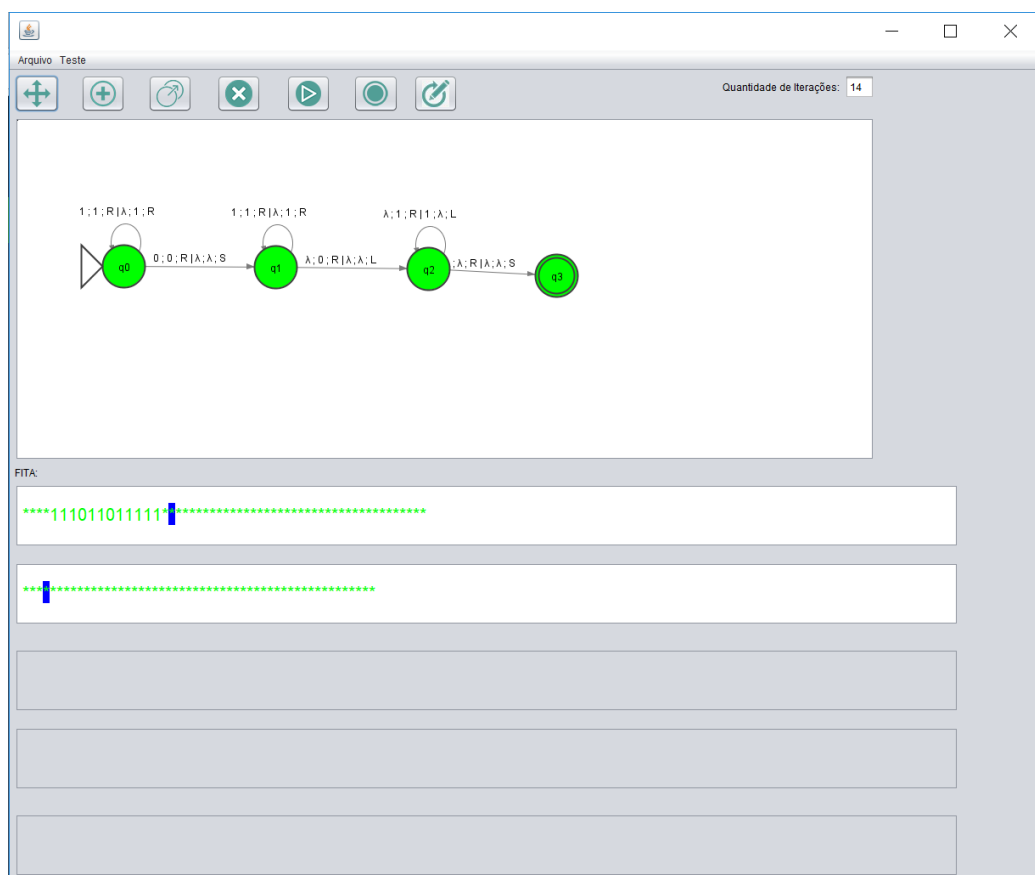 Arquivo Teste
Quantidade de Iterações: 14
1 ; 1 ; R | λ ; 1 ; R
1 ; 1 ; R | λ ; 1 ; R
λ ; 1 ; R | 1 ; λ ; L
0 ; 0 ; R | λ ; λ ; S
λ ; 0 ; R | λ ; λ ; L
; λ ; R | λ ; λ ; S
q0
q1
q2
q3
FITA:
****111011011111***************************************
****************************************************